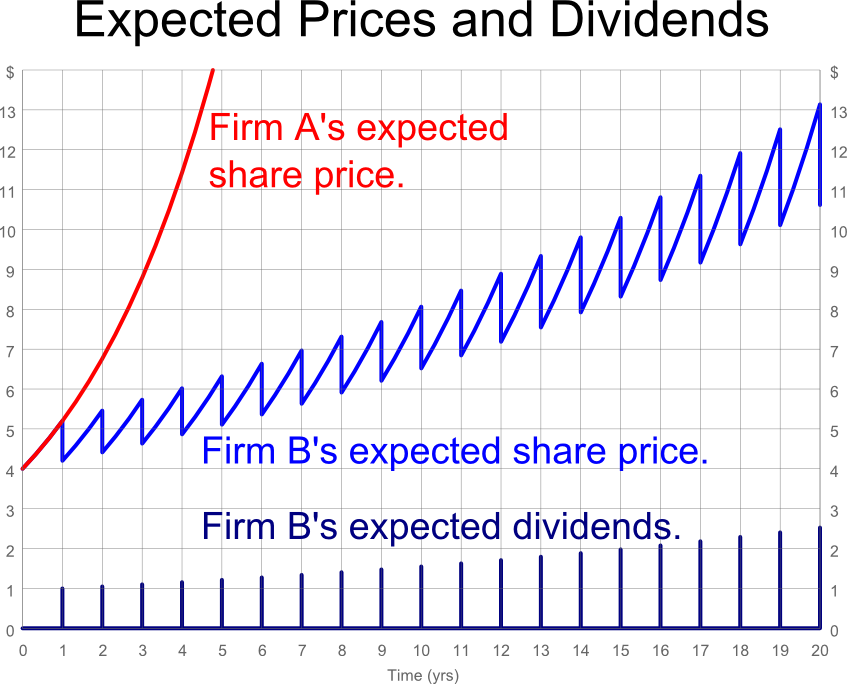 Expected Prices and Dividends
$ $
13 13
Firm A's expected
12 12
share price.
11 11
10 10
9 9
8 8
7 7
6 6
5 5
Firm B's expected share price.
4 4
3 3
Firm B's expected dividends.
2 2
1 1
0 0
0 1 2 3 4 5 6 7 8 9 10 11 12 13 14 15 16 17 18 19 20
Time (yrs)